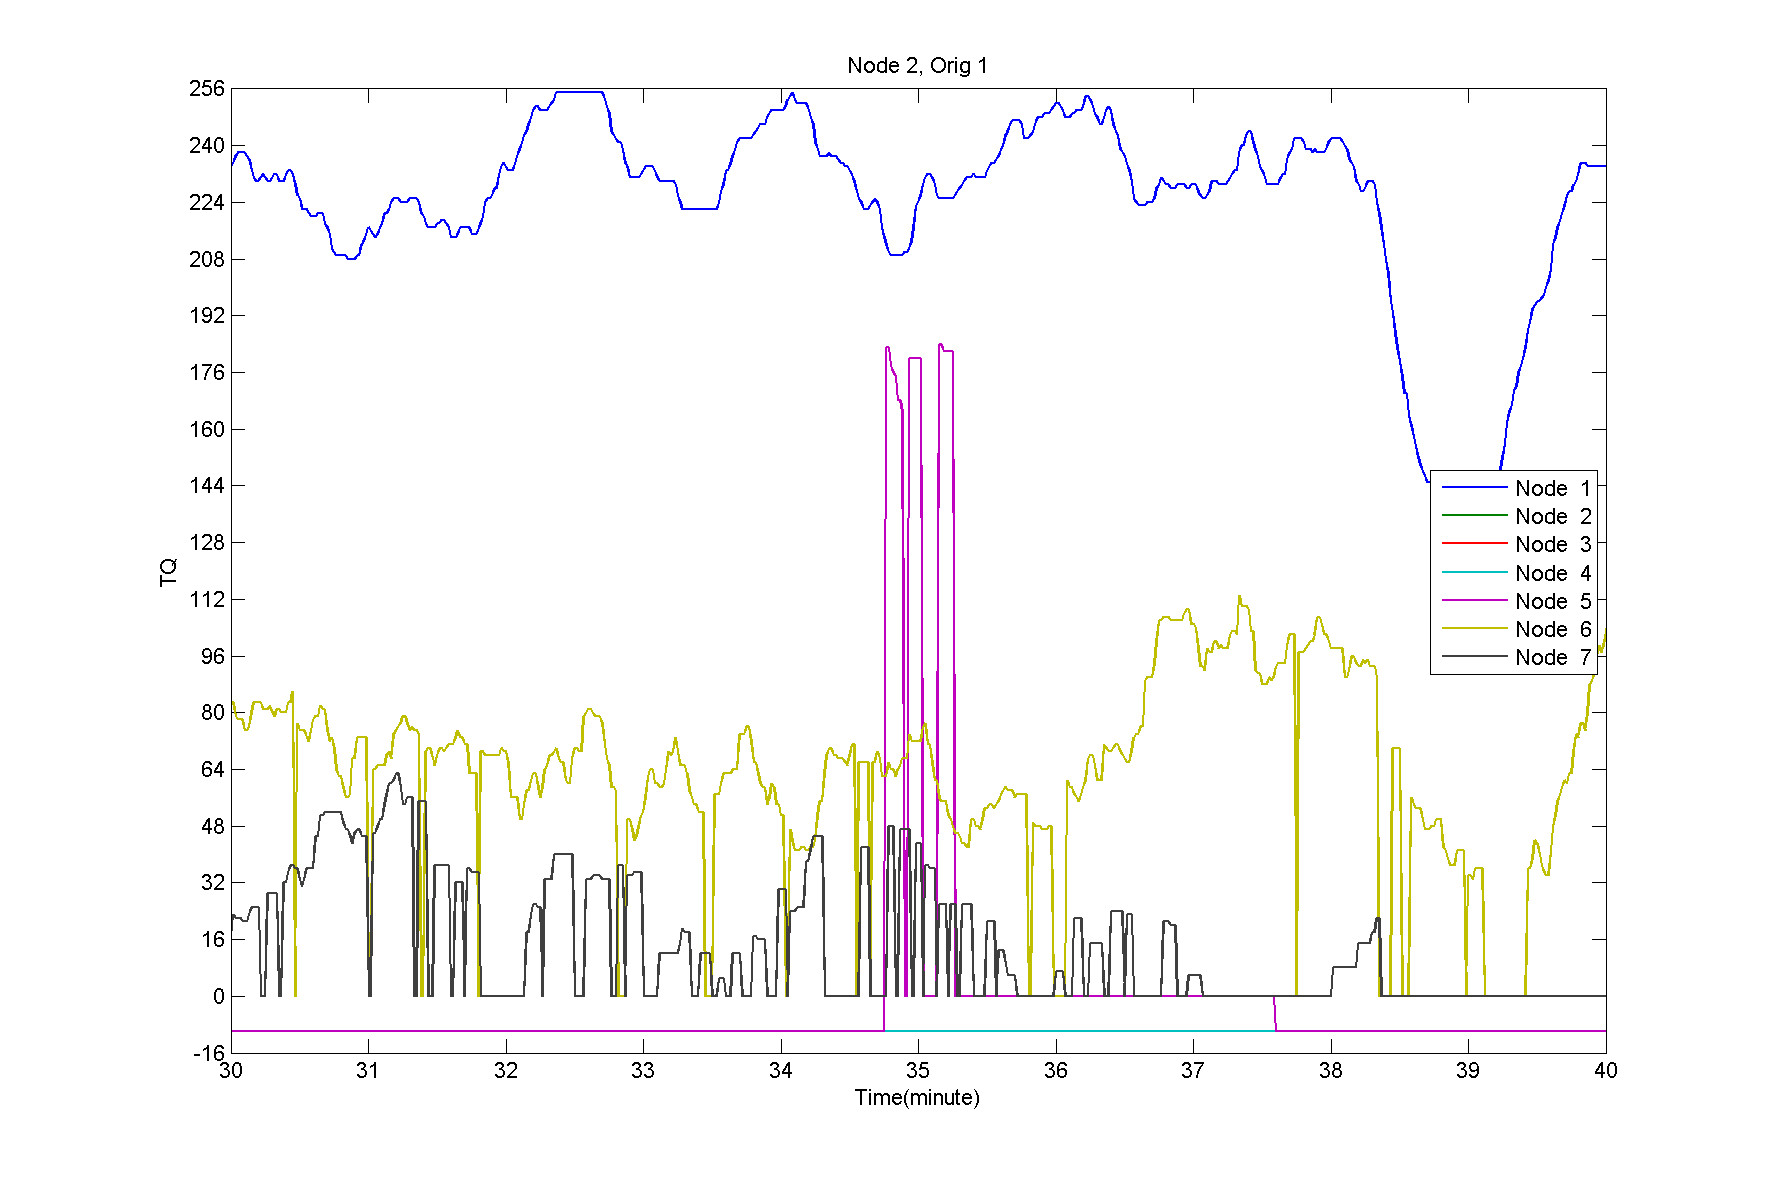 Node 2, Orig 1
256
240
224
208
192
176
160
144
128
112
96
80
64
48
32
16
0
-16
TQ
Node 1
Node 2
Node 3
Node 4
Node 5
Node 6
Node 7
30 31 32 33 34 35 36 37 38 39 40
Time(minute)